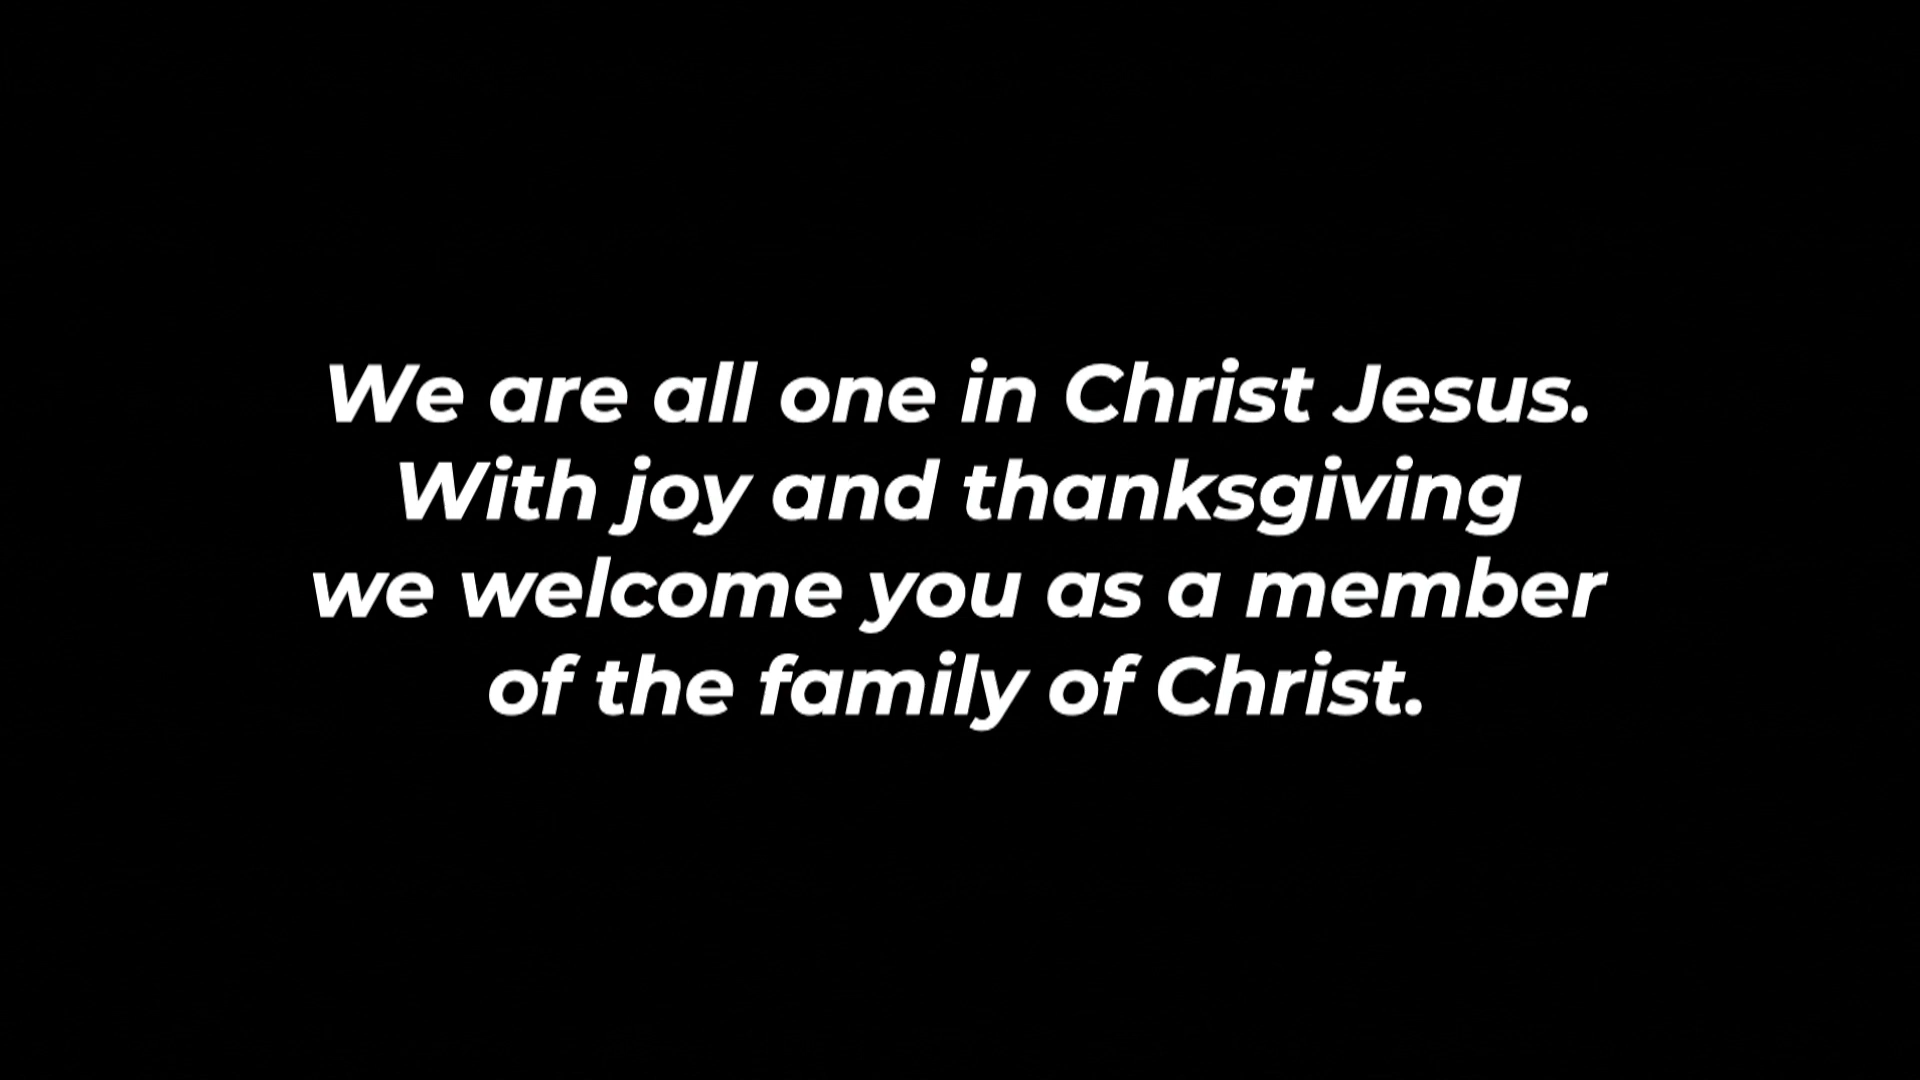 We are all one in Christ Jesus.
With joy and thanksgiving
we welcome you as a member
of the family of Christ.